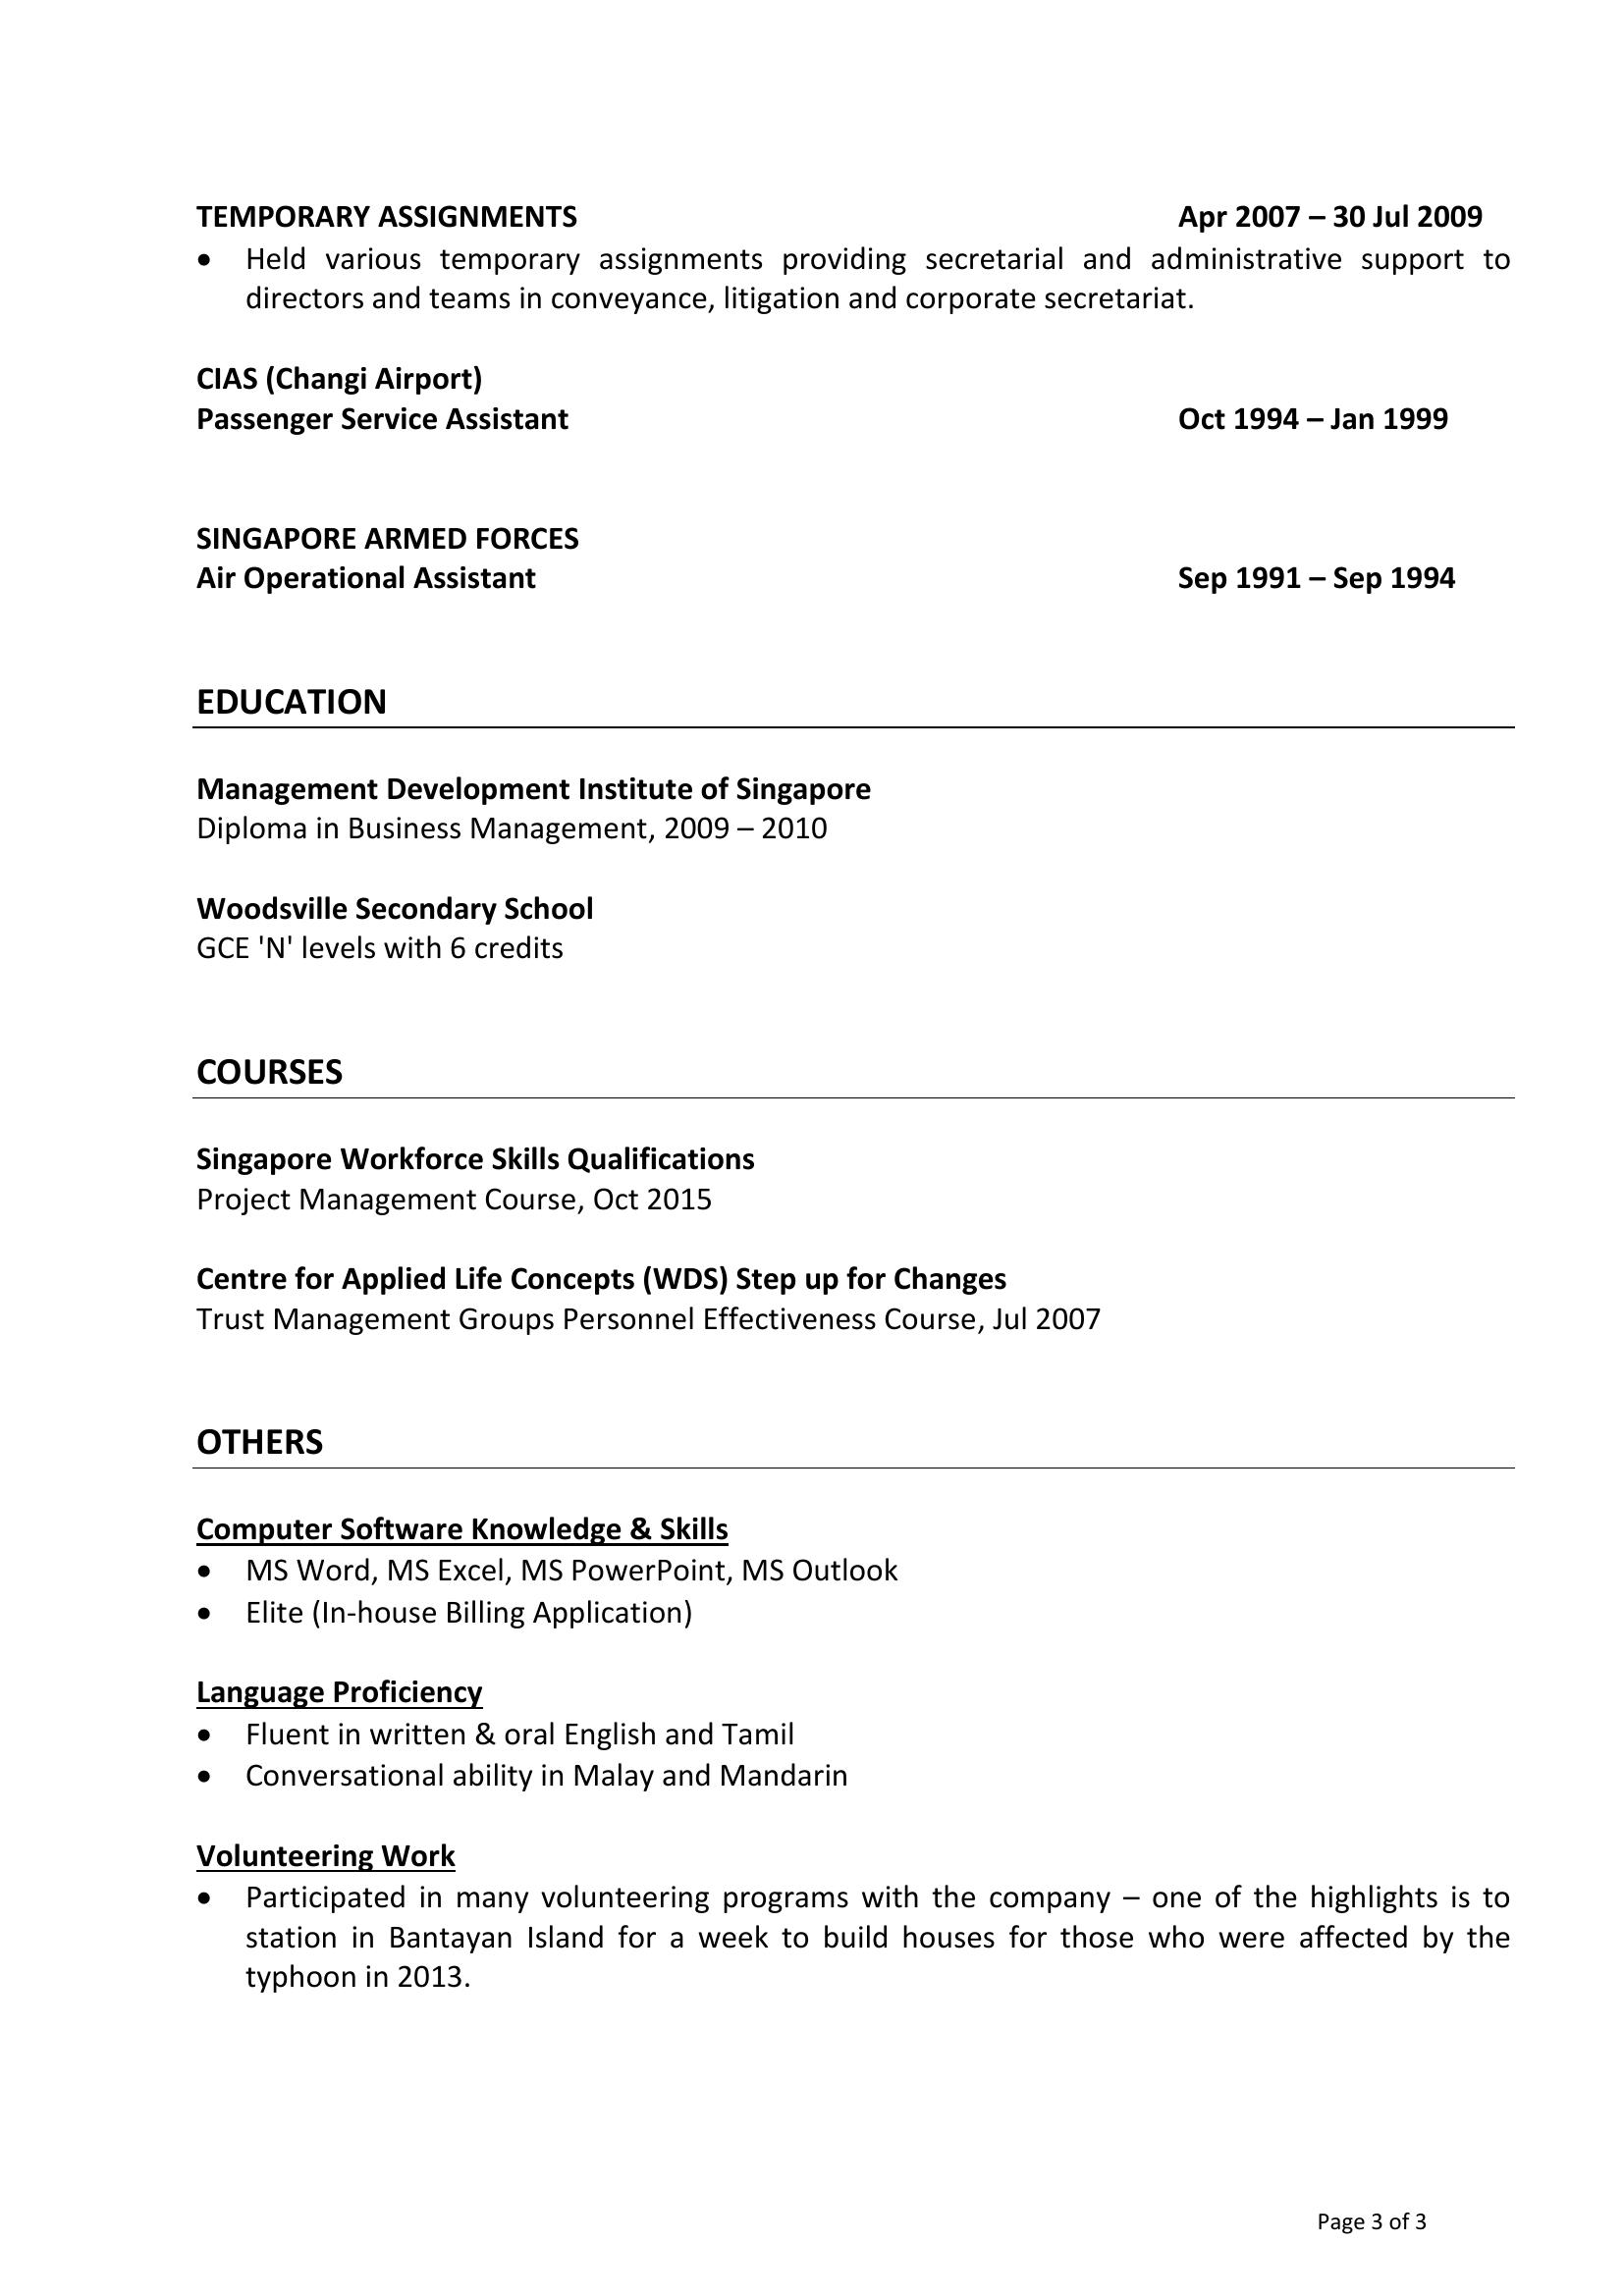 TEMPORARY ASSIGNMENTS Apr 2007 – 30 Jul 2009
• Held various temporary assignments providing secretarial and administrative support to
directors and teams in conveyance, litigation and corporate secretariat.
CIAS (Changi Airport)
Passenger Service Assistant Oct 1994 – Jan 1999
SINGAPORE ARMED FORCES
Air Operational Assistant Sep 1991 – Sep 1994
EDUCATION
Management Development Institute of Singapore
Diploma in Business Management, 2009 – 2010
Woodsville Secondary School
GCE 'N' levels with 6 credits
COURSES
Singapore Workforce Skills Qualifications
Project Management Course, Oct 2015
Centre for Applied Life Concepts (WDS) Step up for Changes
Trust Management Groups Personnel Effectiveness Course, Jul 2007
OTHERS
Computer Software Knowledge & Skills
• MS Word, MS Excel, MS PowerPoint, MS Outlook
• Elite (In-house Billing Application)
Language Proficiency
• Fluent in written & oral English and Tamil
• Conversational ability in Malay and Mandarin
Volunteering Work
• Participated in many volunteering programs with the company – one of the highlights is to
station in Bantayan Island for a week to build houses for those who were affected by the
typhoon in 2013.
Page 3 of 3